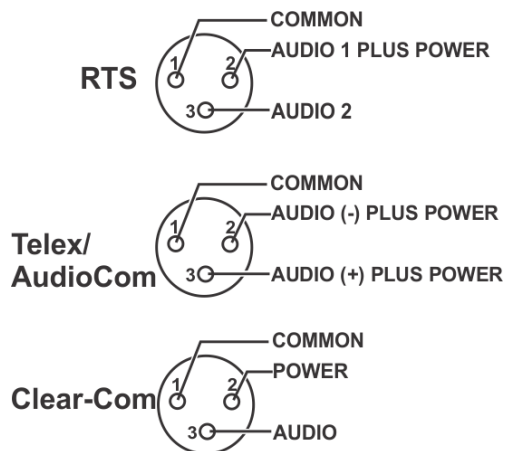 COMMON
AUDIO 1 PLUS POWER
RTS
1
2
3
AUDIO 2
COMMON
AUDIO (-) PLUS POWER
Telex/
AudioCom
1
2
3
AUDIO (+) PLUS POWER
COMMON
POWER
Clear-Com
1
2
3
AUDIO